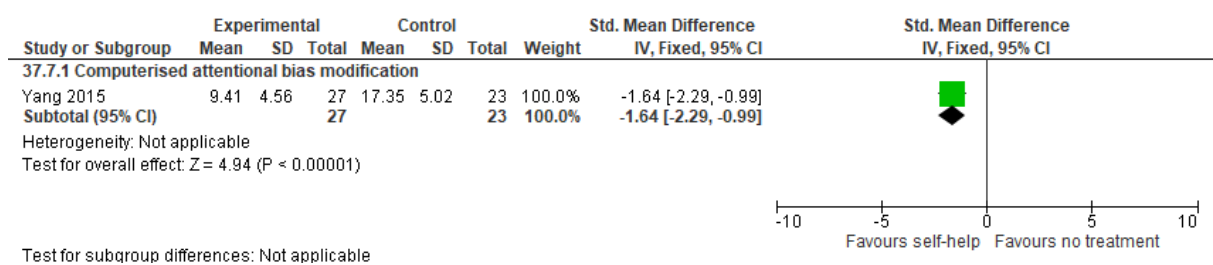 Experimental Control Std. Mean Difference Std. Mean Difference
Study or Subgroup Mean SD Total Mean SD Total Weight IV, Fixed, 95% CI IV, Fixed, 95% CI
37.7.1 Computerised attentional bias modification
Yang 2015 9.41 4.56 27 17.35 5.02 23 100.0% -1.64 [-2.29, -0.99]
Subtotal (95% CI) 27 23 100.0% -1.64 [-2.29, -0.99]
Heterogeneity: Not applicable
Test for overall effect: Z = 4.94 (P < 0.00001)
-10 -5 0 5 10
Favours self-help Favours no treatment
Test for subgroup differences: Not applicable